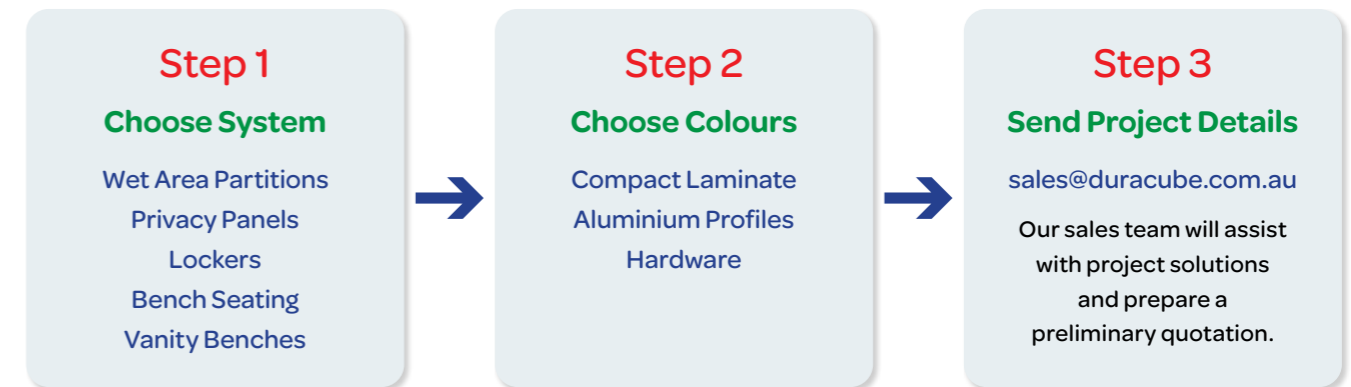 Step 1
Choose System
Wet Area Partitions
Privacy Panels
Lockers
Bench Seating
Vanity Benches
Step 2
Choose Colours
Compact Laminate
Aluminium Profiles
Hardware
Step 3
Send Project Details
sales@duracube.com.au
Our sales team will assist
with project solutions
and prepare a
preliminary quotation.